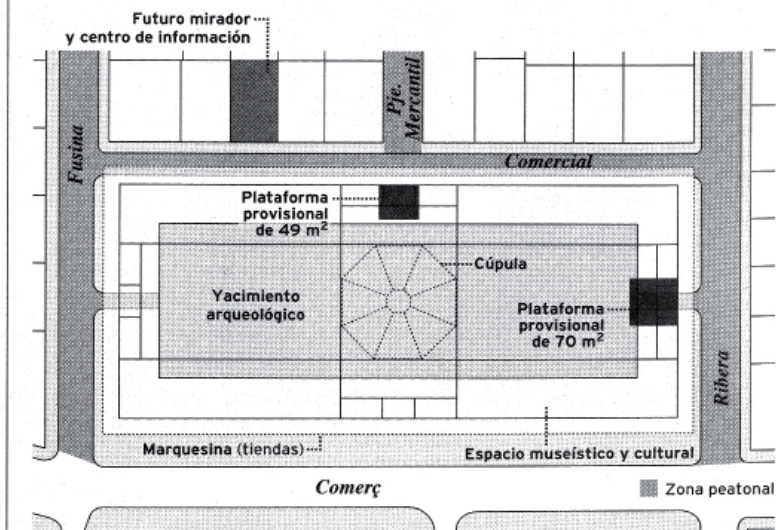 Futuro mirador
y centro de información
Fusina
Pje.
Mercantil
Comercial
Plataforma
provisional
de 49 m²
Cúpula
Yacimiento
arqueológico
Plataforma
provisional
de 70 m²
Ribera
Marquesina (tiendas)
Espacio museístico y cultural
Comerç
Zona peatonal